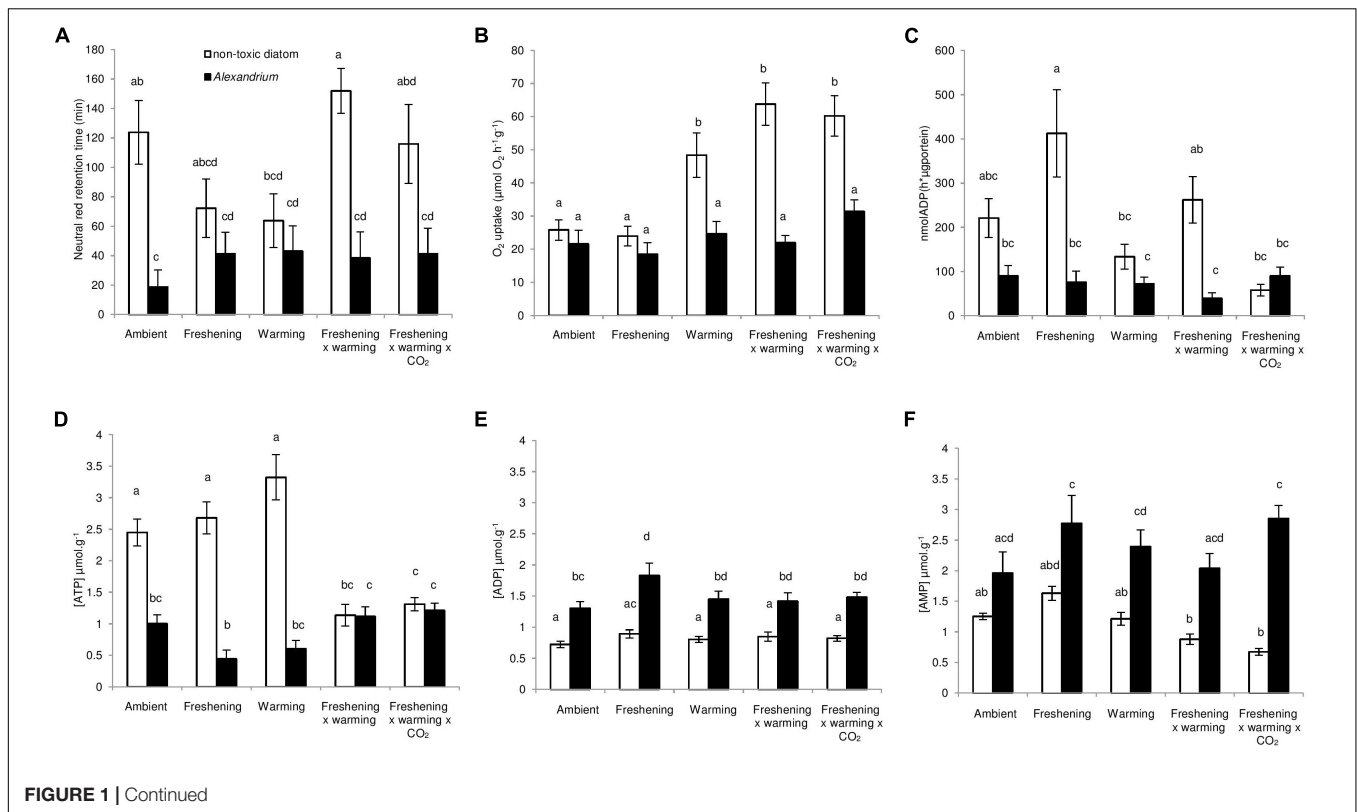 A
Neutral red retention time (min)
180
160
140
120
100
80
60
40
20
0
non-toxic diatom
Alexandrium
ab
c
abcd
cd
bcd
cd
a
cd
abd
cd
Ambient
Freshening
Warming
Freshening
x warming
Freshening
x warming x
CO₂
B
O₂ uptake (µmol O₂ h⁻¹g⁻¹)
80
70
60
50
40
30
20
10
0
a
a
a
a
b
a
b
a
b
a
Ambient
Freshening
Warming
Freshening
x warming
Freshening
x warming x
CO₂
C
nmolADP(h*µgportein)
600
500
400
300
200
100
0
abc
bc
a
bc
bc
c
ab
c
bc
bc
Ambient
Freshening
Warming
Freshening
x warming
Freshening
x warming x
CO₂
D
[ATP] µmol.g⁻¹
4
3.5
3
2.5
2
1.5
1
0.5
0
a
bc
a
b
a
bc
bc
c
c
c
Ambient
Freshening
Warming
Freshening
x warming
Freshening
x warming x
CO₂
E
[ADP] µmol.g⁻¹
4
3.5
3
2.5
2
1.5
1
0.5
0
a
bc
ac
d
a
bd
a
bd
a
bd
Ambient
Freshening
Warming
Freshening
x warming
Freshening
x warming x
CO₂
F
[AMP] µmol.g⁻¹
4
3.5
3
2.5
2
1.5
1
0.5
0
ab
acd
abd
c
ab
cd
b
acd
b
c
Ambient
Freshening
Warming
Freshening
x warming
Freshening
x warming x
CO₂
FIGURE 1 | Continued